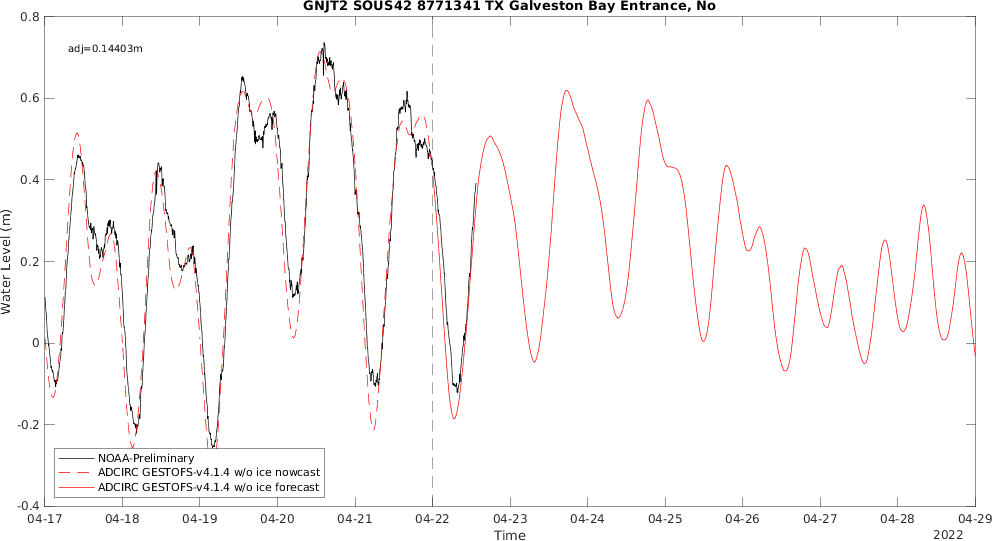 GNJT2 SOUS42 8771341 TX Galveston Bay Entrance, No
adj=0.14403m
0.8
0.6
0.4
0.2
0
-0.2
-0.4
Water Level (m)
NOAA-Preliminary
ADCIRC GESTOFS-v4.1.4 w/o ice nowcast
ADCIRC GESTOFS-v4.1.4 w/o ice forecast
04-17 04-18 04-19 04-20 04-21 04-22 04-23 04-24 04-25 04-26 04-27 04-28 04-29
Time
2022